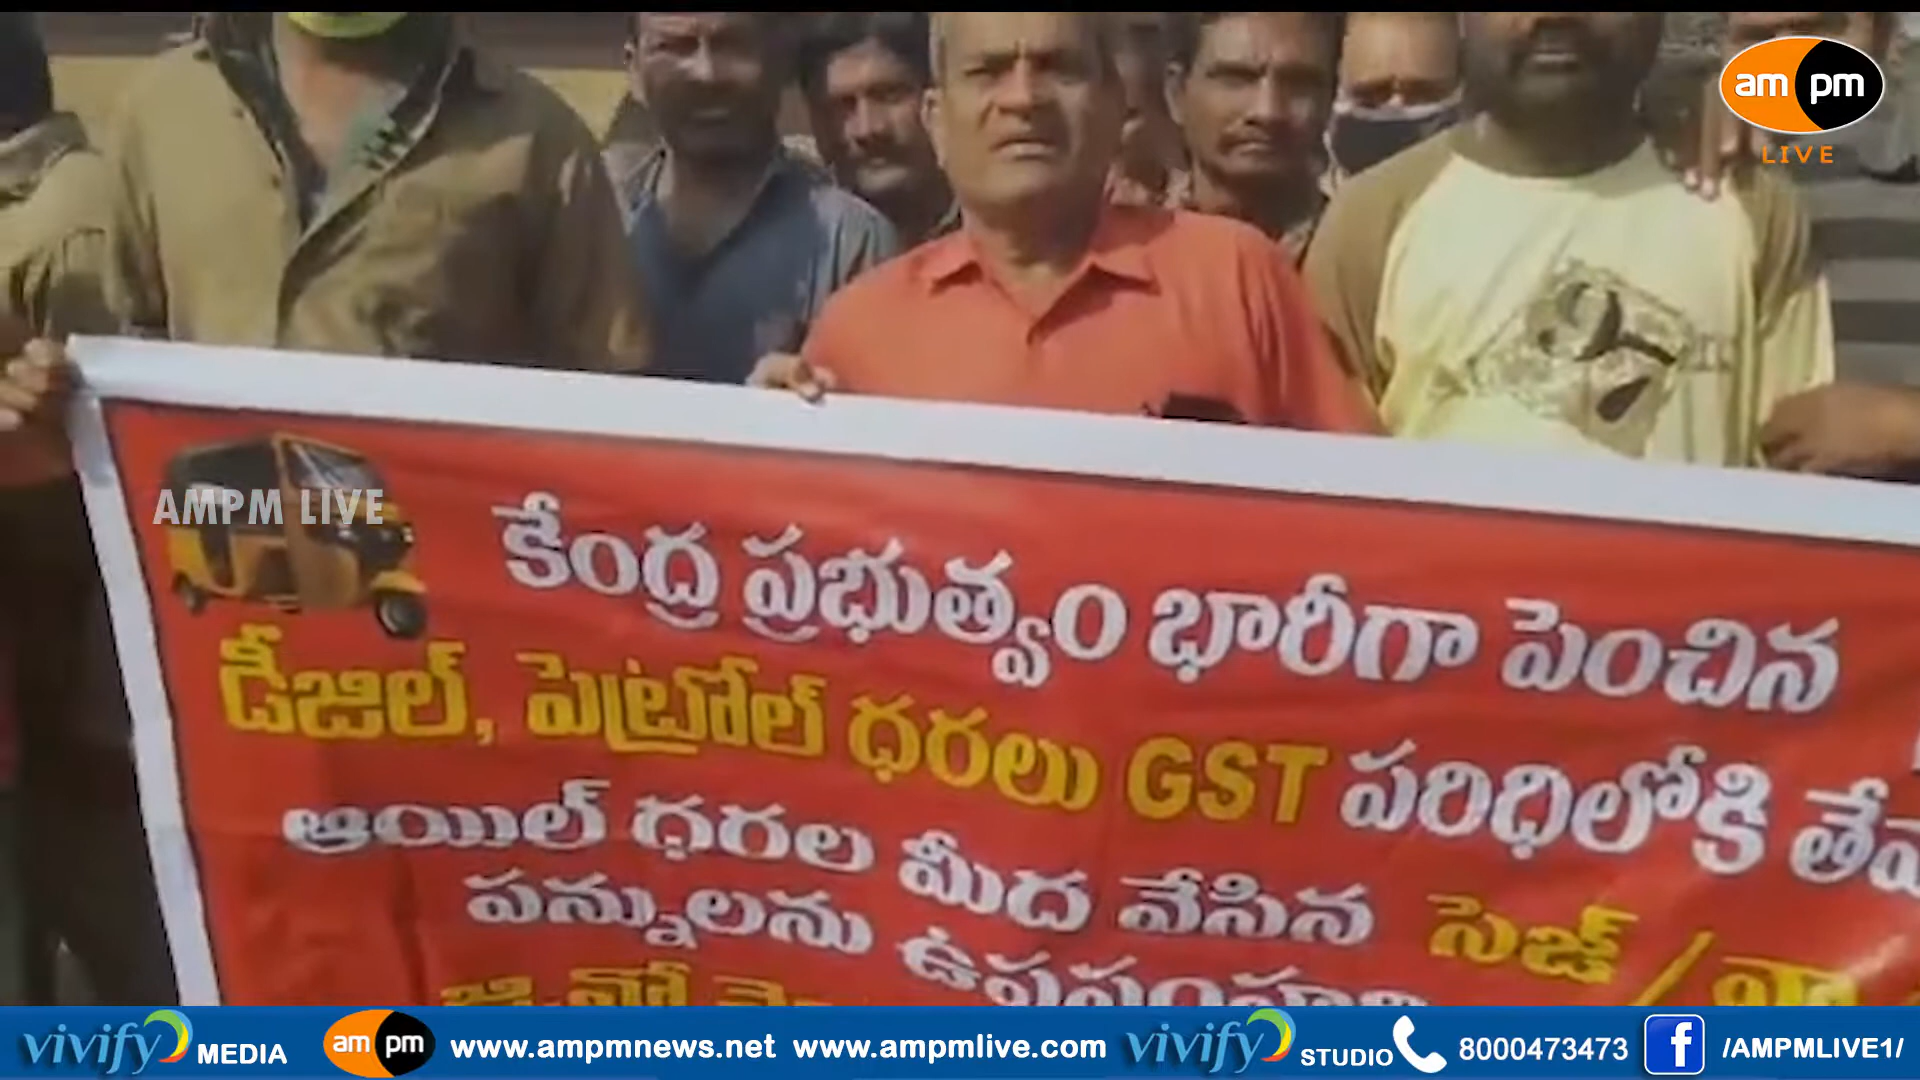 am pm
LIVE
AMPM LIVE
కేంద్ర ప్రభుత్వం భారీగా పెంచిన
డీజిల్, పెట్రోల్ ధరలు GST పరిధిలోకి
ఆయిల్ ధరల మీద వేసిన సెజ్ /
పన్నులను
vivify MEDIA am pm www.ampmnews.net www.ampmlive.com vivify STUDIO 8000473473 f /AMPMLIVE1/